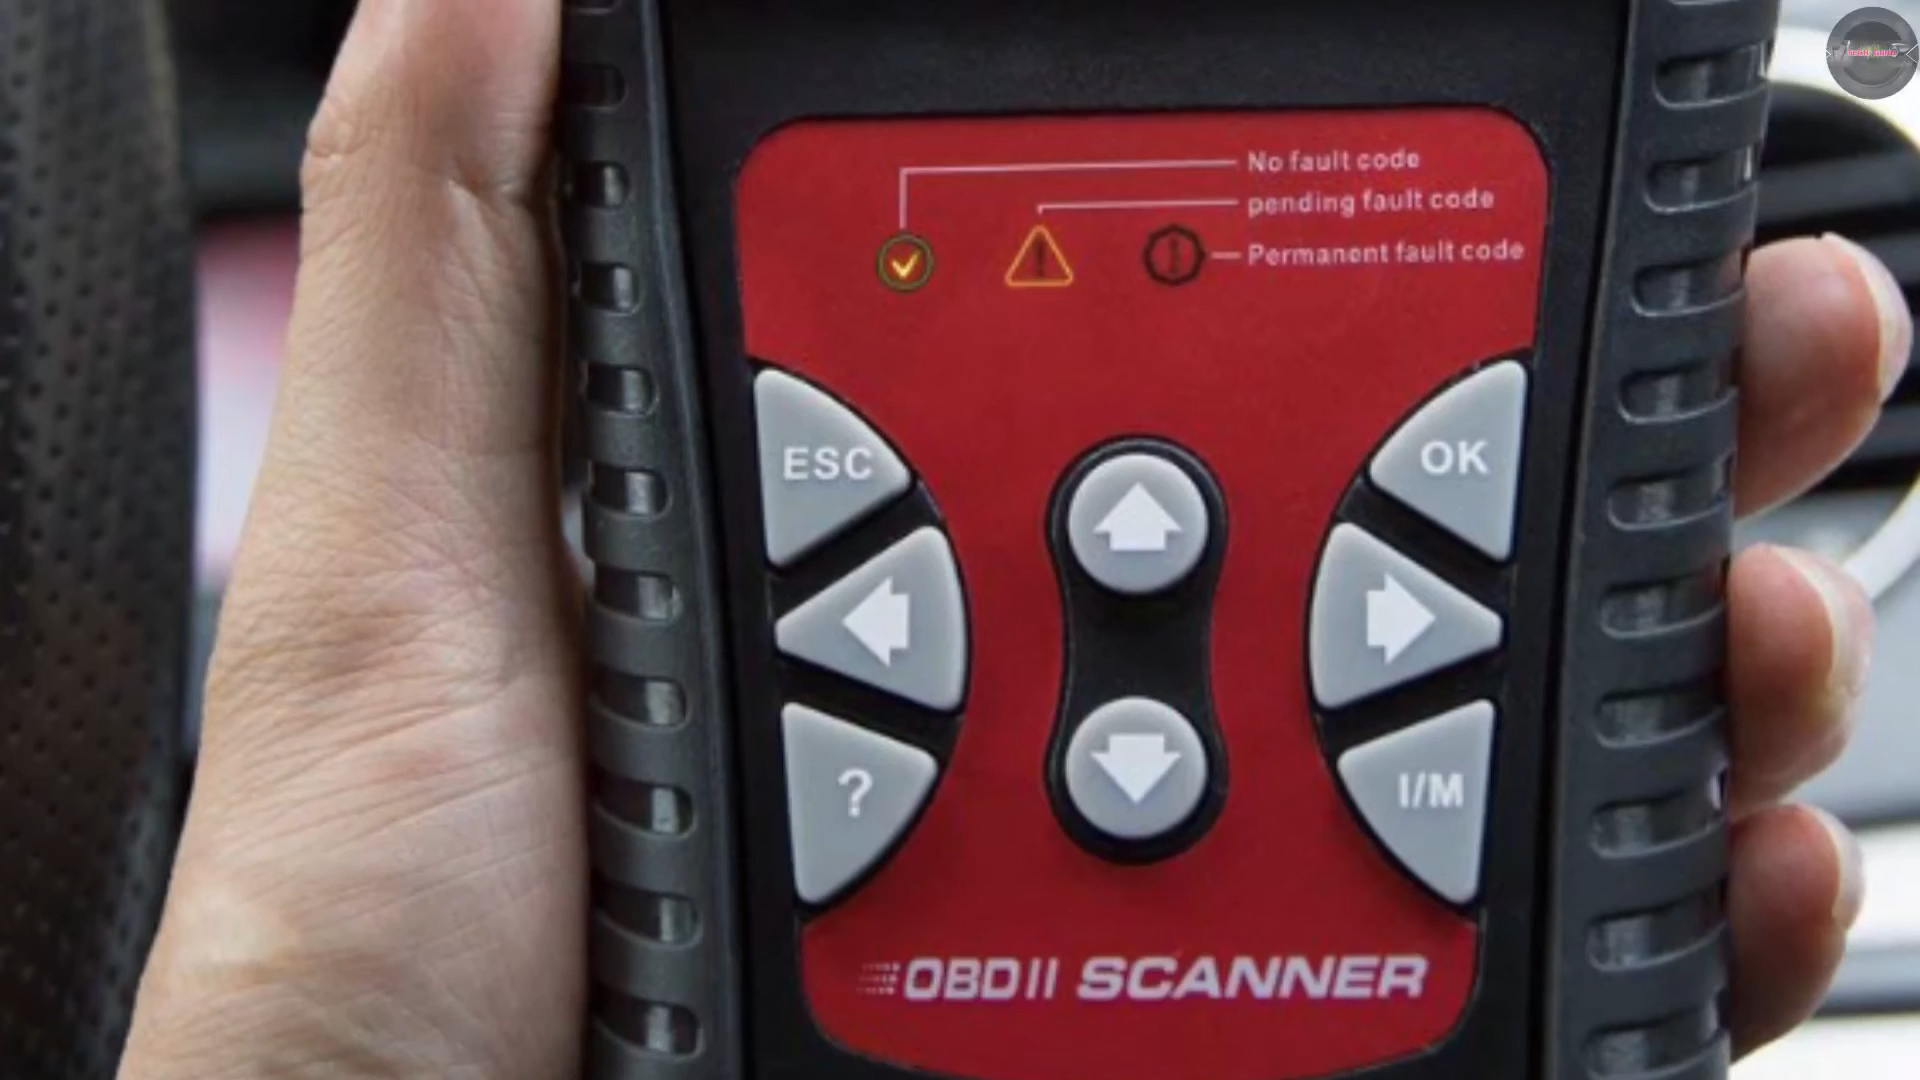 No fault code
pending fault code
Permanent fault code
ESC
OK
?
I/M
OBDII SCANNER